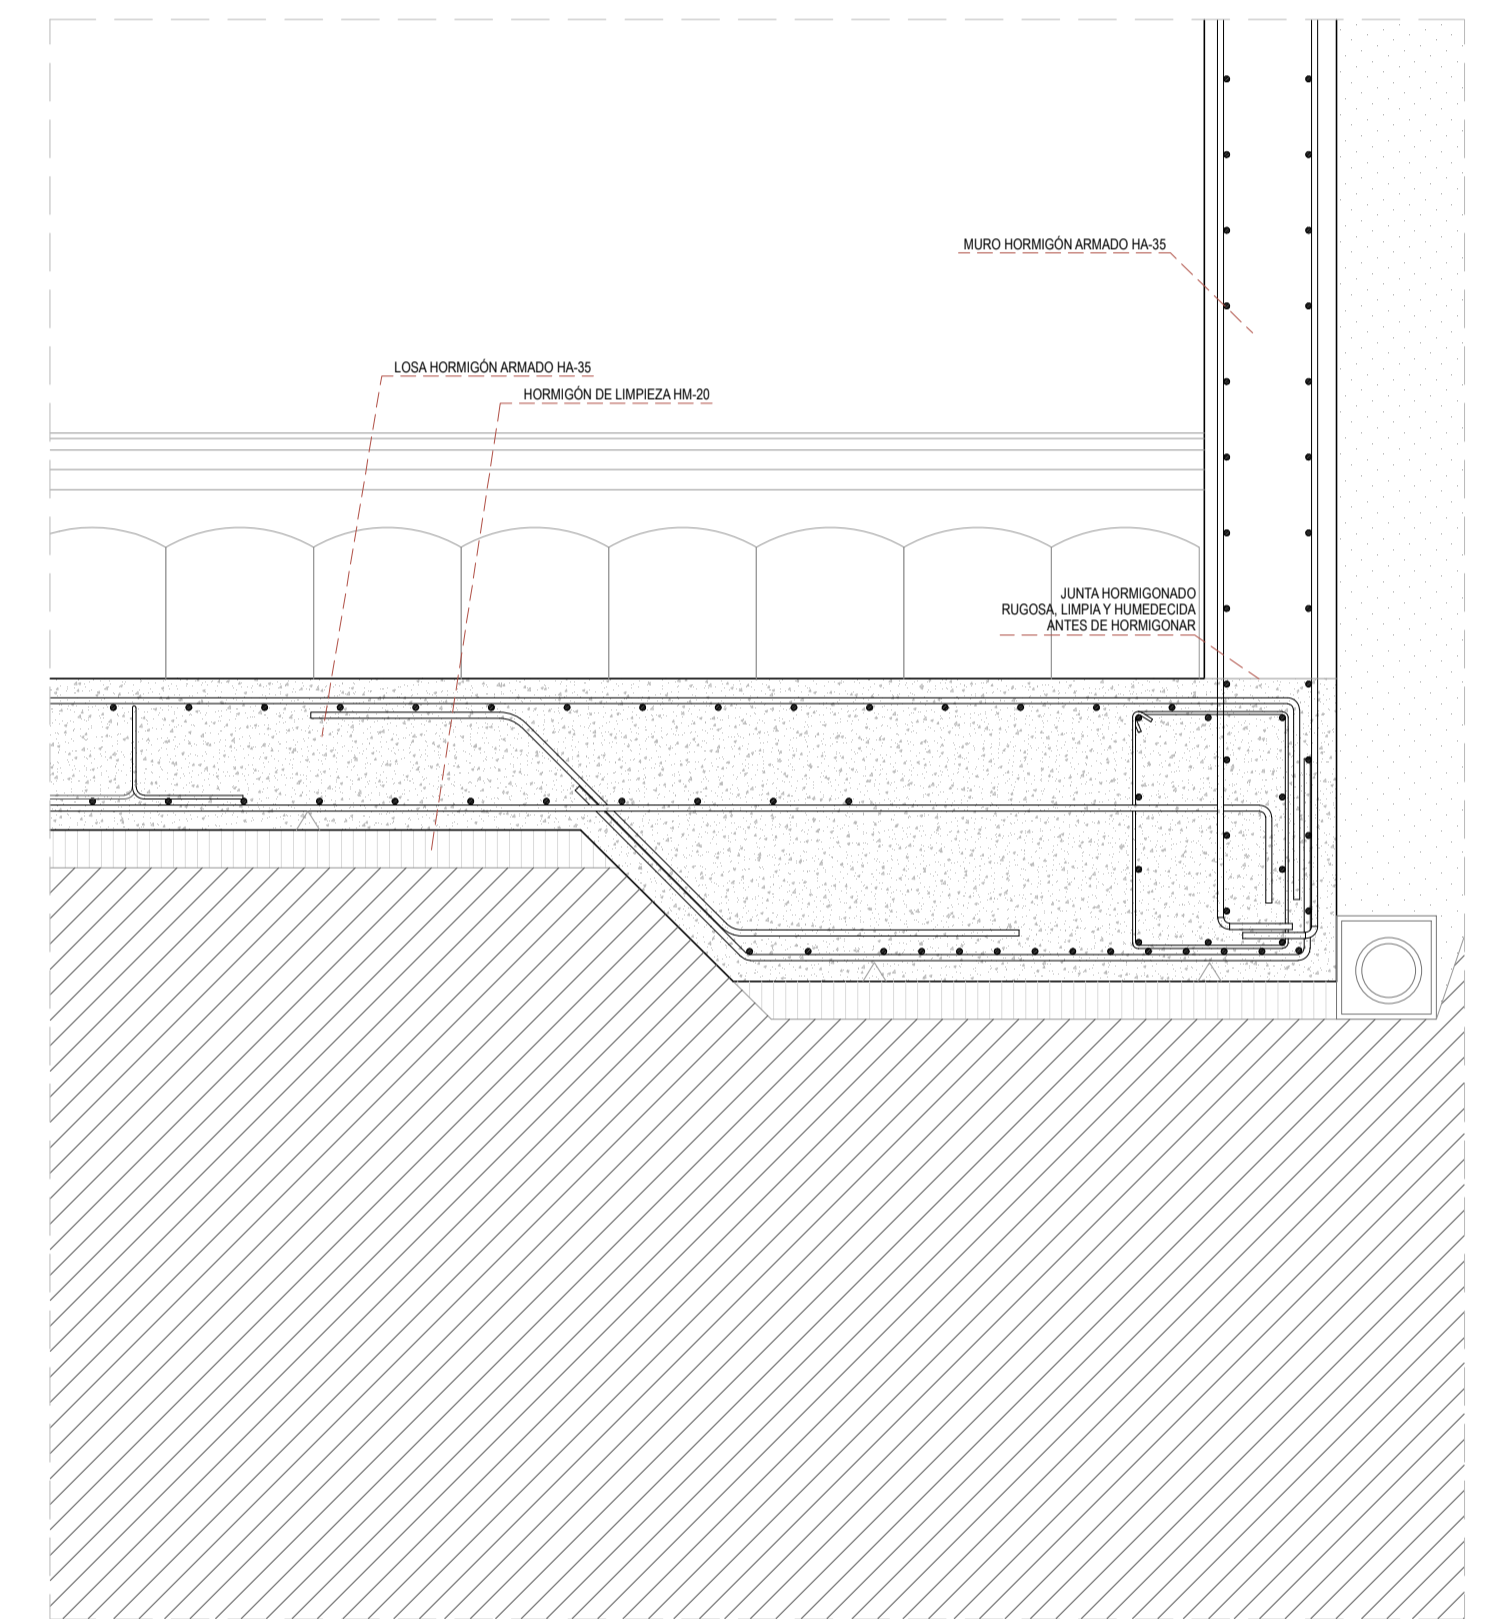 MURO HORMIGÓN ARMADO HA-35
LOSA HORMIGÓN ARMADO HA-35
HORMIGÓN DE LIMPIEZA HM-20
JUNTA HORMIGONADO
RUGOSA, LIMPIA Y HUMEDECIDA
ANTES DE HORMIGONAR